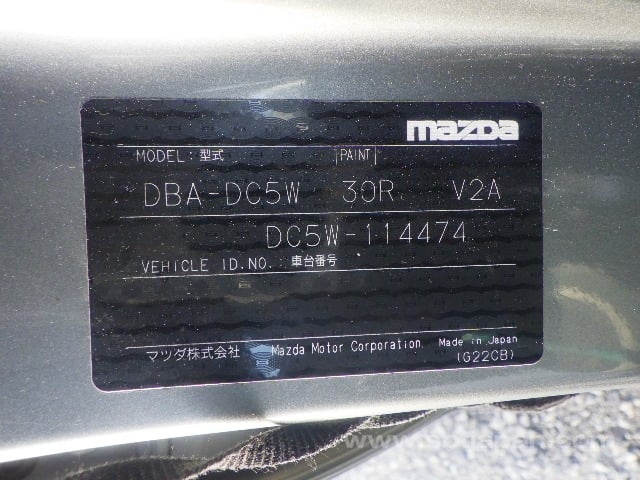 mazda
MODEL: 型式 |PAINT|
DBA-DC5W 30R V2A
DC5W-114474
VEHICLE ID.NO. 車台番号
マツダ株式会社 Mazda Motor Corporation Made in Japan
(G22CB)